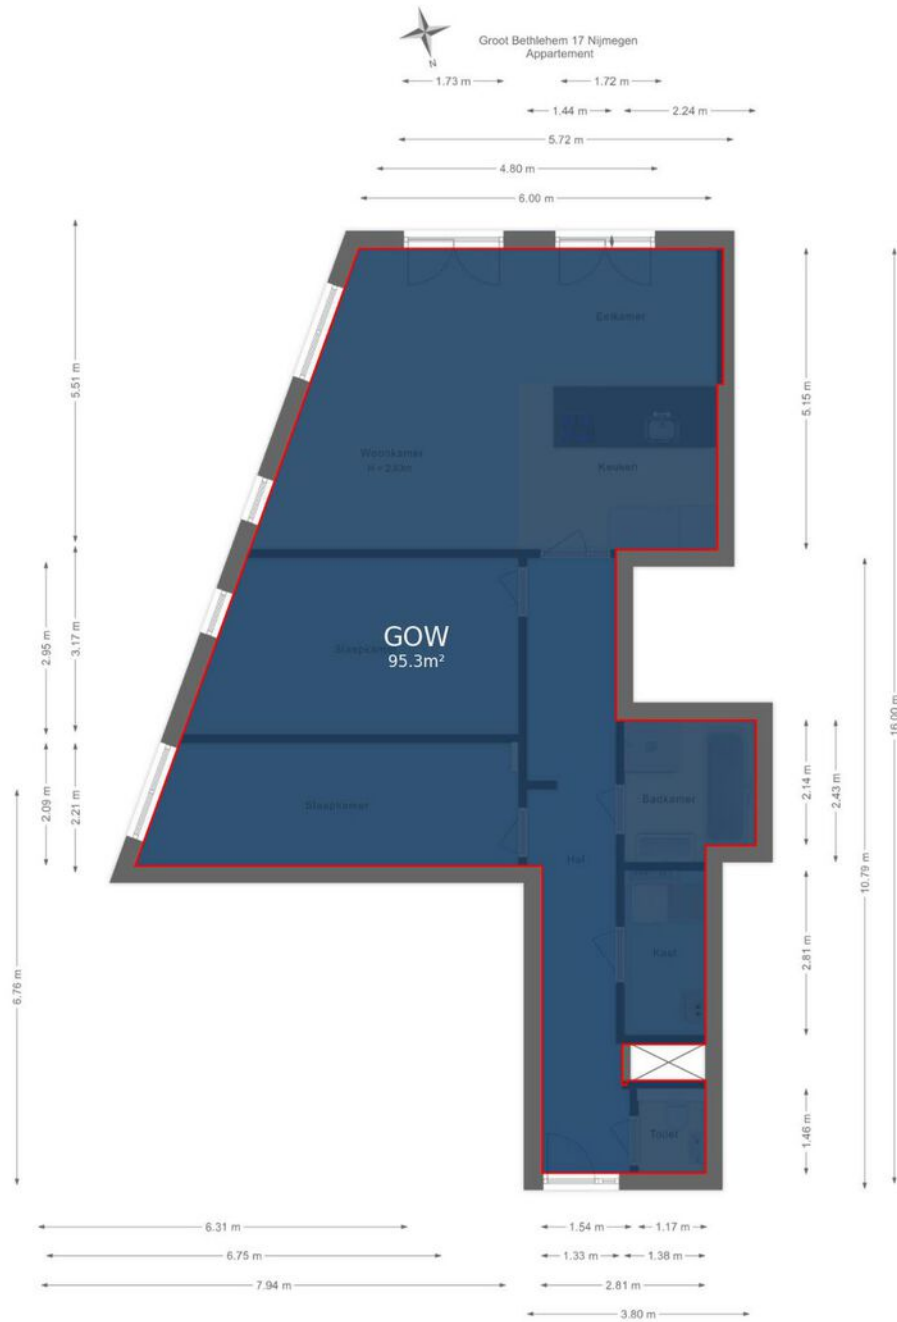 Groot Bethlehem 17 Nijmegen
Appartement
N
1.73 m
1.72 m
1.44 m
2.24 m
5.72 m
4.80 m
6.00 m
Eetkamer
5.51 m
5.15 m
16.00 m
Woonkamer
Keuken
GOW
95.3m²
Slaapkamer
2.95 m
3.17 m
2.09 m
2.21 m
Slaapkamer
Badkamer
2.14 m
2.43 m
Hal
10.79 m
Kast
2.81 m
6.76 m
Toilet
1.46 m
6.31 m
1.54 m
1.17 m
6.75 m
1.33 m
1.38 m
7.94 m
2.81 m
3.80 m